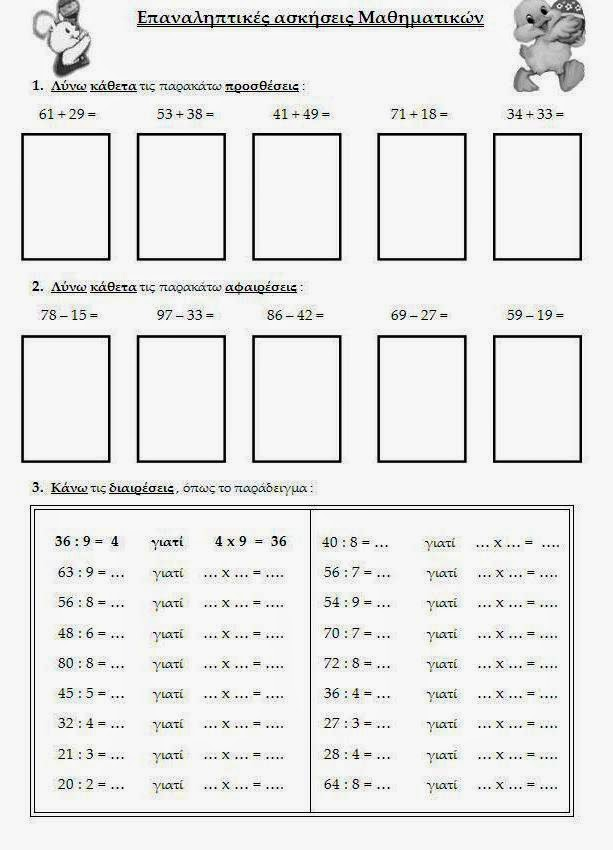 Επαναληπτικές ασκήσεις Μαθηματικών
1. Λύνω κάθετα τις παρακάτω προσθέσεις :
61 + 29 = 53 + 38 = 41 + 49 = 71 + 18 = 34 + 33 =
2. Λύνω κάθετα τις παρακάτω αφαιρέσεις :
78 – 15 = 97 – 33 = 86 – 42 = 69 – 27 = 59 – 19 =
3. Κάνω τις διαιρέσεις , όπως το παράδειγμα :
36 : 9 = 4 γιατί 4 x 9 = 36
63 : 9 = … γιατί … x … = ….
56 : 8 = … γιατί … x … = ….
48 : 6 = … γιατί … x … = ….
80 : 8 = … γιατί … x … = ….
45 : 5 = … γιατί … x … = ….
32 : 4 = … γιατί … x … = ….
21 : 3 = … γιατί … x … = ….
20 : 2 = … γιατί … x … = ….
40 : 8 = … γιατί … x … = ….
56 : 7 = … γιατί … x … = ….
54 : 9 = … γιατί … x … = ….
70 : 7 = … γιατί … x … = ….
72 : 8 = … γιατί … x … = ….
36 : 4 = … γιατί … x … = ….
27 : 3 = … γιατί … x … = ….
28 : 4 = … γιατί … x … = ….
64 : 8 = … γιατί … x … = ….